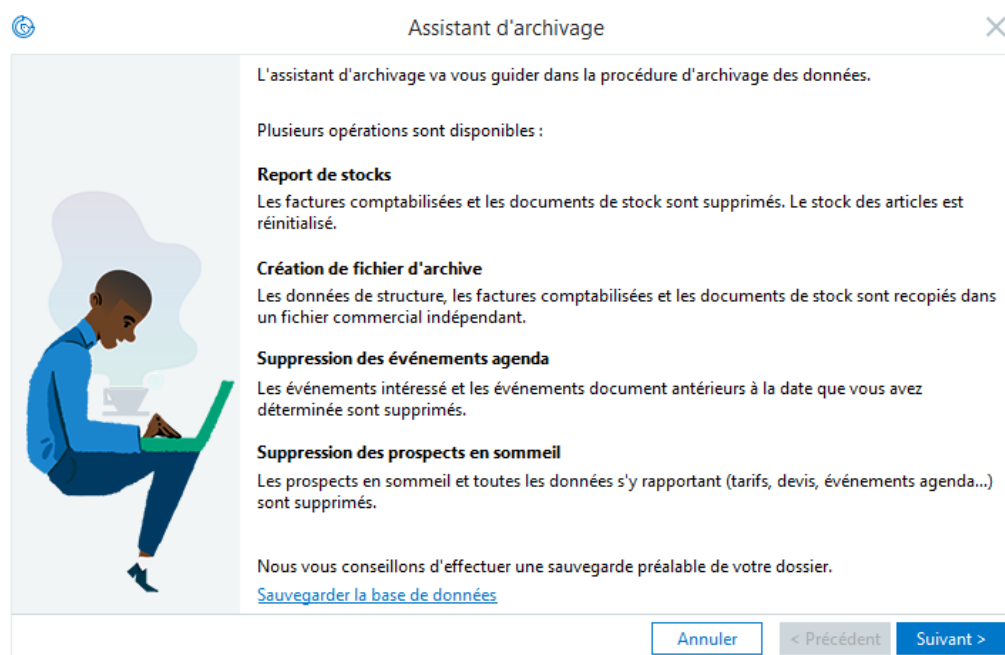 Assistant d'archivage
L'assistant d'archivage va vous guider dans la procédure d'archivage des données.
Plusieurs opérations sont disponibles :
Report de stocks
Les factures comptabilisées et les documents de stock sont supprimés. Le stock des articles est
réinitialisé.
Création de fichier d'archive
Les données de structure, les factures comptabilisées et les documents de stock sont recopiés dans
un fichier commercial indépendant.
Suppression des événements agenda
Les événements intéressé et les événements document antérieurs à la date que vous avez
déterminée sont supprimés.
Suppression des prospects en sommeil
Les prospects en sommeil et toutes les données s'y rapportant (tarifs, devis, événements agenda...)
sont supprimés.
Nous vous conseillons d'effectuer une sauvegarde préalable de votre dossier.
Sauvegarder la base de données
Annuler < Précédent Suivant >